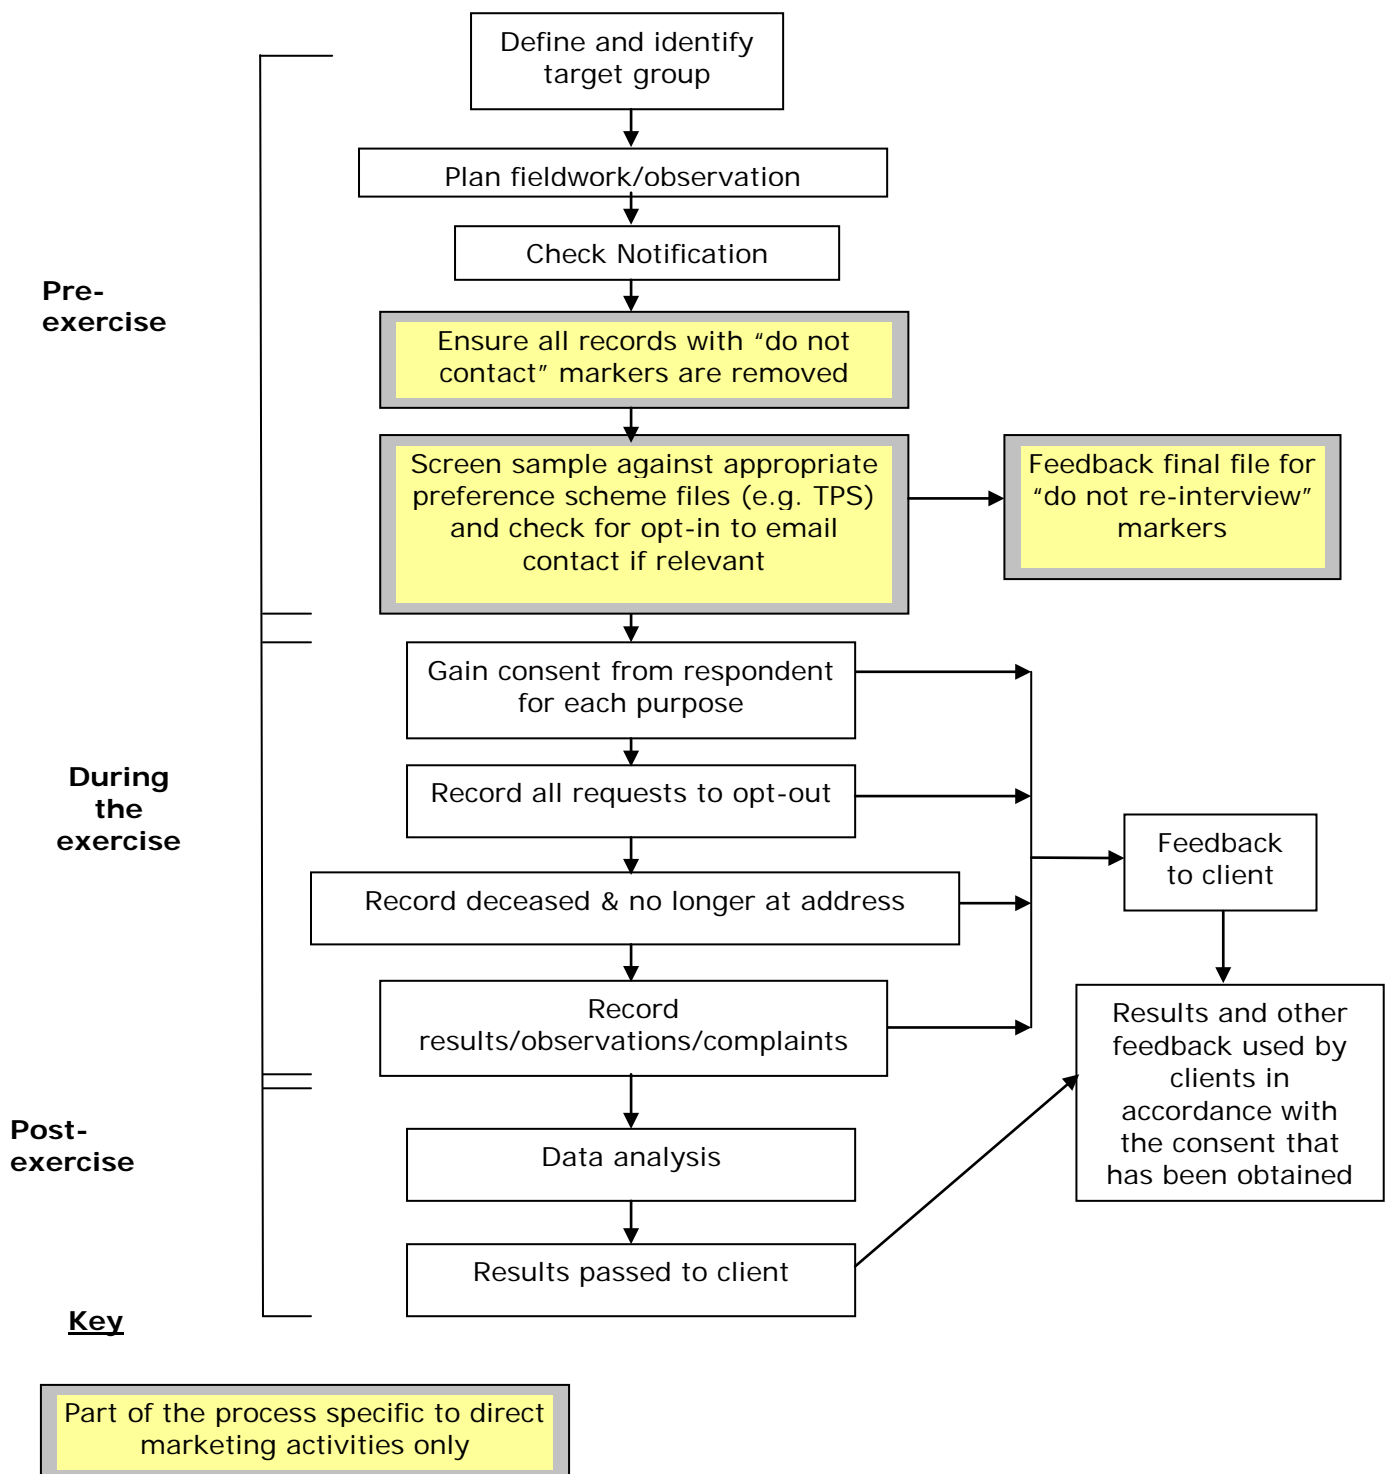 Define and identify
target group
Plan fieldwork/observation
Check Notification
Pre-
exercise
Ensure all records with “do not
contact” markers are removed
Screen sample against appropriate
preference scheme files (e.g. TPS)
and check for opt-in to email
contact if relevant
Feedback final file for
“do not re-interview”
markers
Gain consent from respondent
for each purpose
During
the
exercise
Record all requests to opt-out
Record deceased & no longer at address
Feedback
to client
Record
results/observations/complaints
Results and other
feedback used by
clients in
accordance with
the consent that
has been obtained
Post-
exercise
Data analysis
Results passed to client
Key
Part of the process specific to direct
marketing activities only